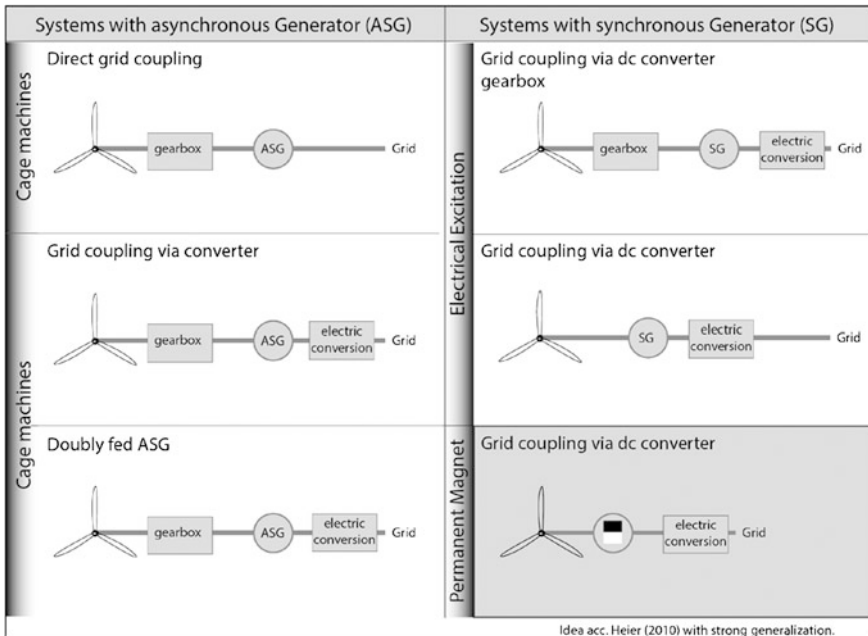 Systems with asynchronous Generator (ASG)
Systems with synchronous Generator (SG)
Cage machines
Direct grid coupling
gearbox
ASG
Grid
Electrical Excitation
Grid coupling via dc converter
gearbox
gearbox
SG
electric
conversion
Grid
Cage machines
Grid coupling via converter
gearbox
ASG
electric
conversion
Grid
Grid coupling via dc converter
SG
electric
conversion
Grid
Doubly fed ASG
gearbox
ASG
electric
conversion
Grid
Permanent Magnet
Grid coupling via dc converter
electric
conversion
Grid
Idea acc. Heier (2010) with strong generalization.